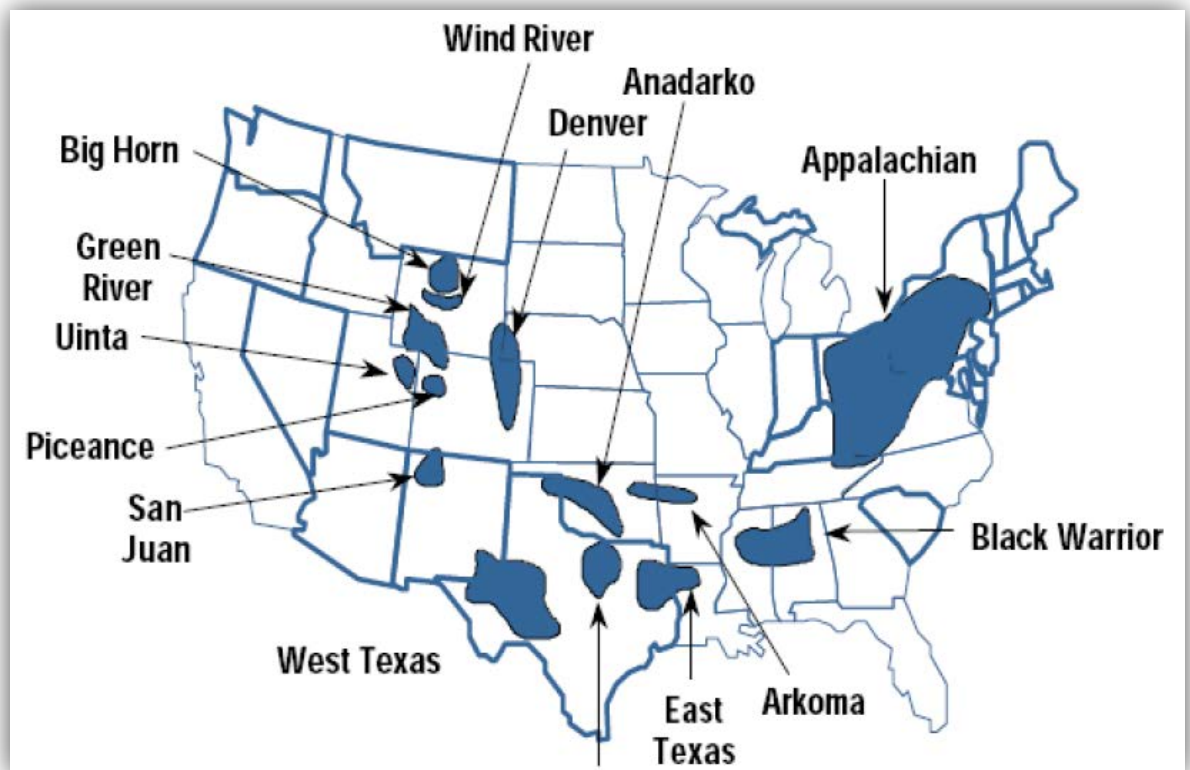 Wind River
Anadarko
Denver
Big Horn
Appalachian
Green
River
Uinta
Piceance
San
Juan
Black Warrior
West Texas
East
Texas
Arkoma